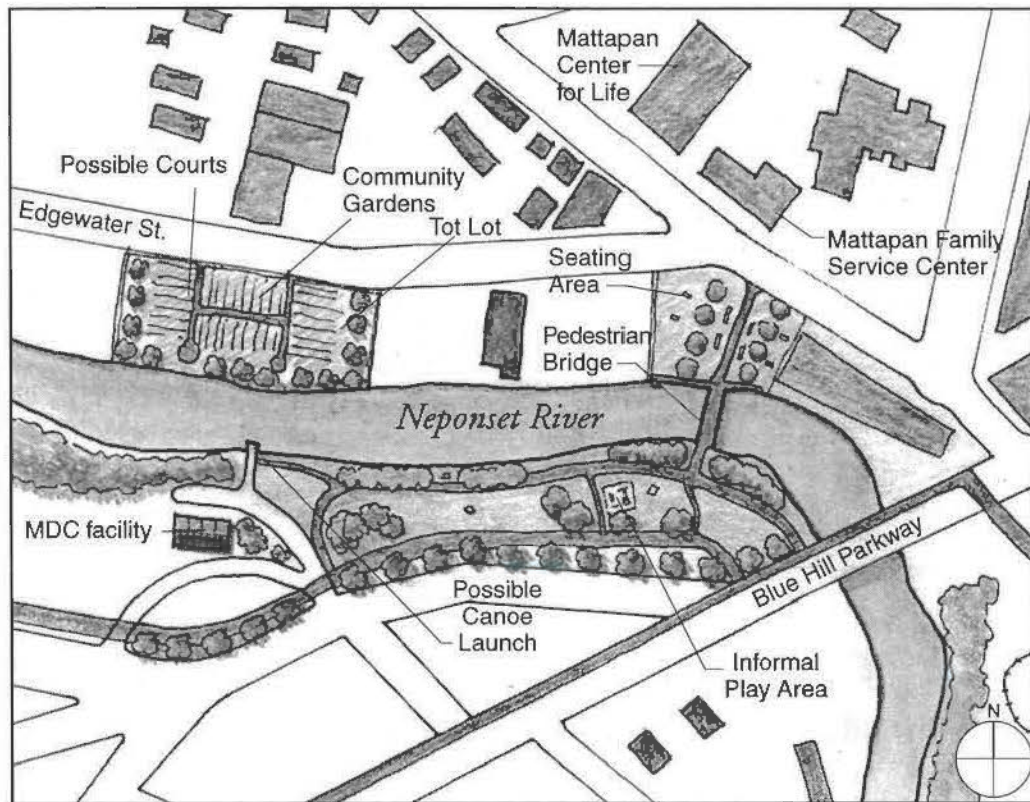 Mattapan
Center
for Life
Possible Courts
Community
Gardens
Edgewater St.
Tot Lot
Seating
Area
Mattapan Family
Service Center
Pedestrian
Bridge
Neponset River
MDC facility
Blue Hill Parkway
Possible
Canoe
Launch
Informal
Play Area
N